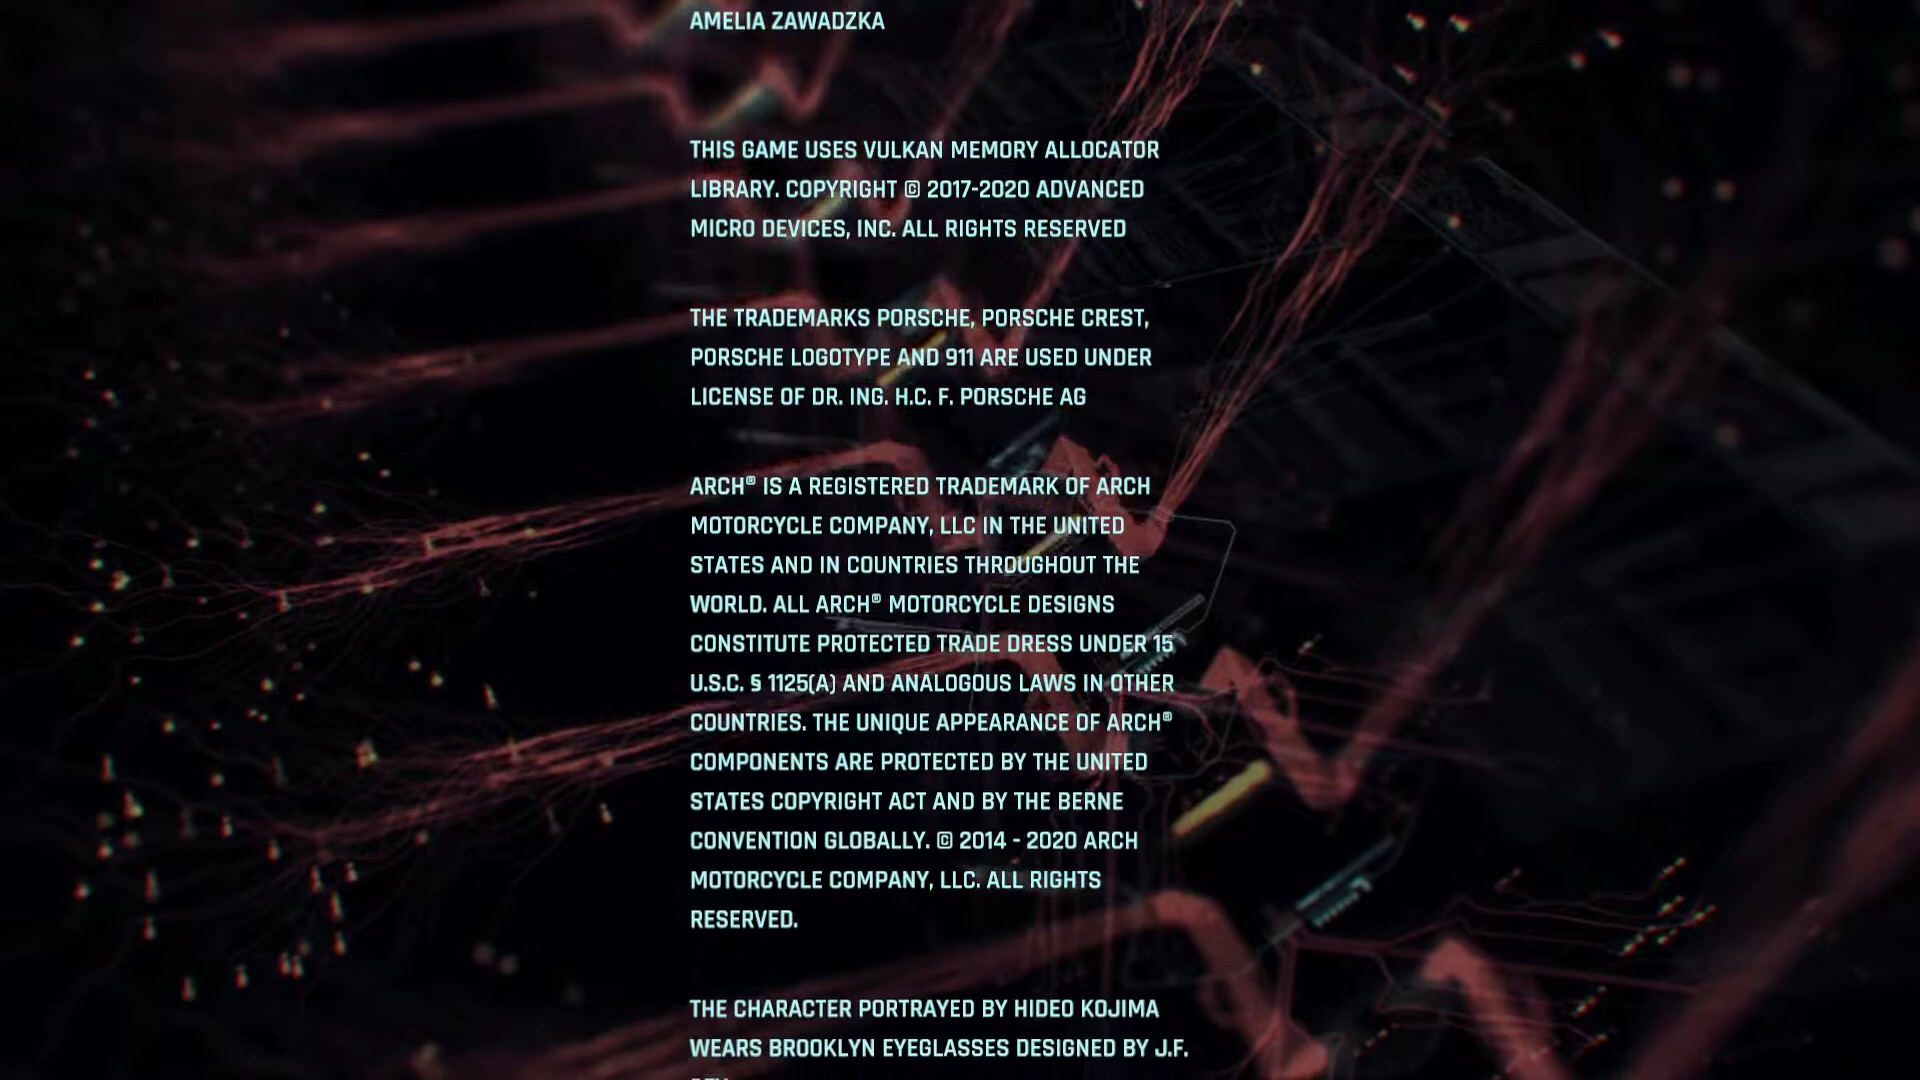 AMELIA ZAWADZKA
THIS GAME USES VULKAN MEMORY ALLOCATOR
LIBRARY. COPYRIGHT © 2017-2020 ADVANCED
MICRO DEVICES, INC. ALL RIGHTS RESERVED
THE TRADEMARKS PORSCHE, PORSCHE CREST,
PORSCHE LOGOTYPE AND 911 ARE USED UNDER
LICENSE OF DR. ING. H.C. F. PORSCHE AG
ARCH® IS A REGISTERED TRADEMARK OF ARCH
MOTORCYCLE COMPANY, LLC IN THE UNITED
STATES AND IN COUNTRIES THROUGHOUT THE
WORLD. ALL ARCH® MOTORCYCLE DESIGNS
CONSTITUTE PROTECTED TRADE DRESS UNDER 15
U.S.C. § 1125(A) AND ANALOGOUS LAWS IN OTHER
COUNTRIES. THE UNIQUE APPEARANCE OF ARCH®
COMPONENTS ARE PROTECTED BY THE UNITED
STATES COPYRIGHT ACT AND BY THE BERNE
CONVENTION GLOBALLY. © 2014 - 2020 ARCH
MOTORCYCLE COMPANY, LLC. ALL RIGHTS
RESERVED.
THE CHARACTER PORTRAYED BY HIDEO KOJIMA
WEARS BROOKLYN EYEGLASSES DESIGNED BY J.F.